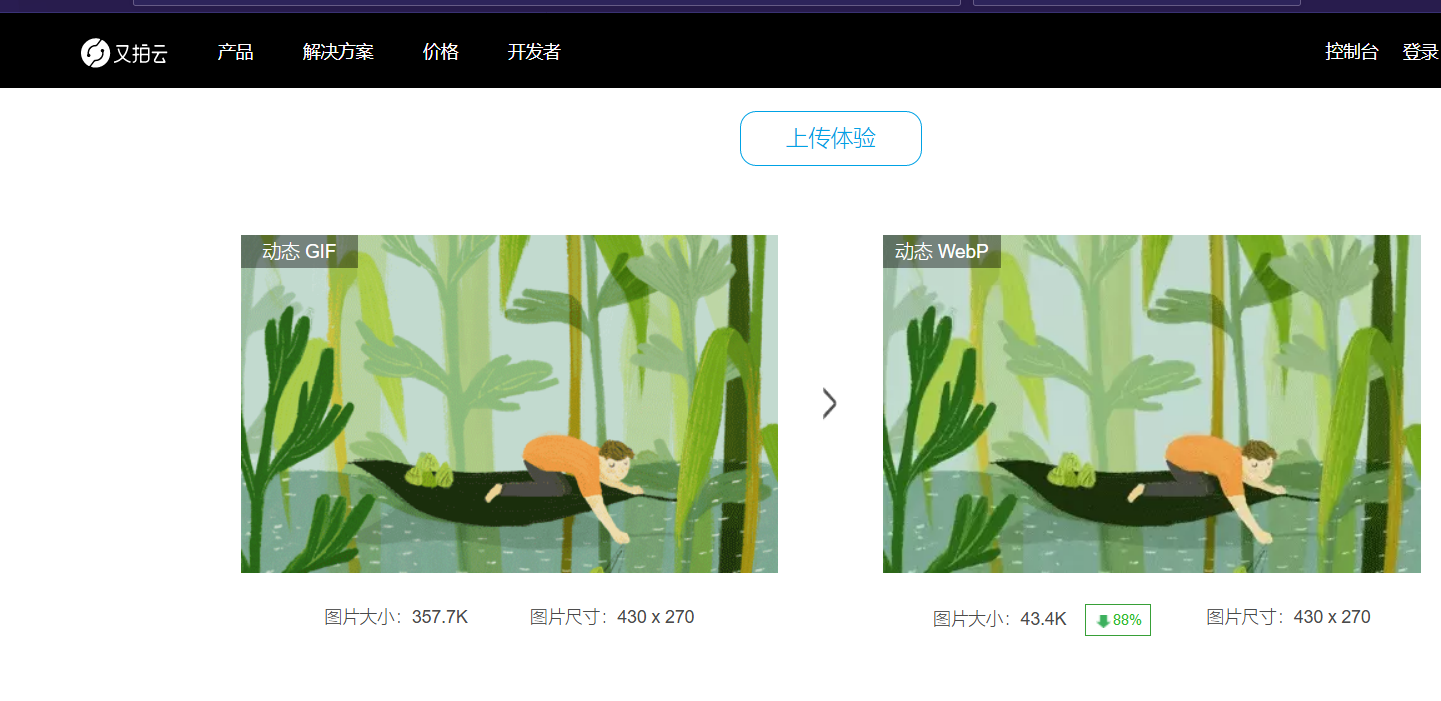 又拍云 产品 解决方案 价格 开发者 控制台 登录
上传体验
动态 GIF
动态 WebP
图片大小：357.7K 图片尺寸：430 x 270
图片大小：43.4K 88% 图片尺寸：430 x 270